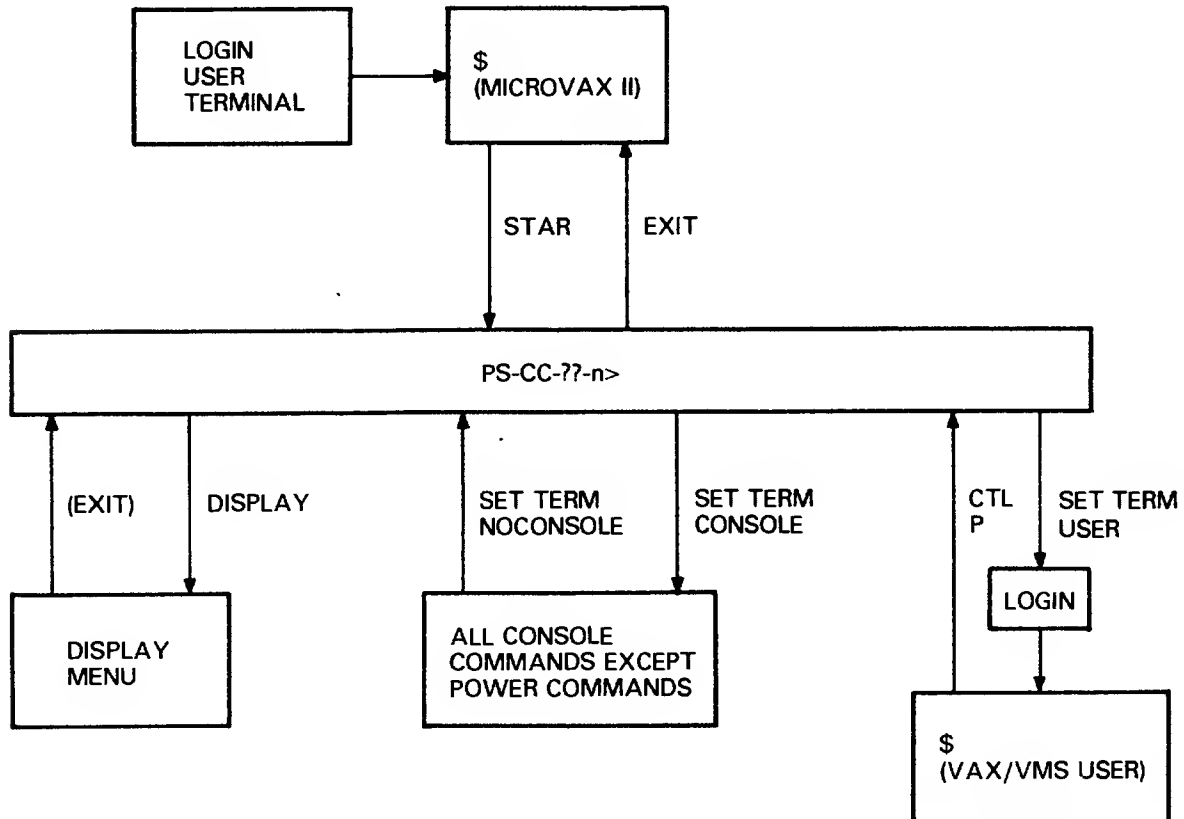 LOGIN
USER
TERMINAL
$
(MICROVAX II)
STAR
EXIT
PS-CC-??-n>
(EXIT)
DISPLAY
SET TERM
NOCONSOLE
SET TERM
CONSOLE
CTL
P
SET TERM
USER
LOGIN
DISPLAY
MENU
ALL CONSOLE
COMMANDS EXCEPT
POWER COMMANDS
$
(VAX/VMS USER)